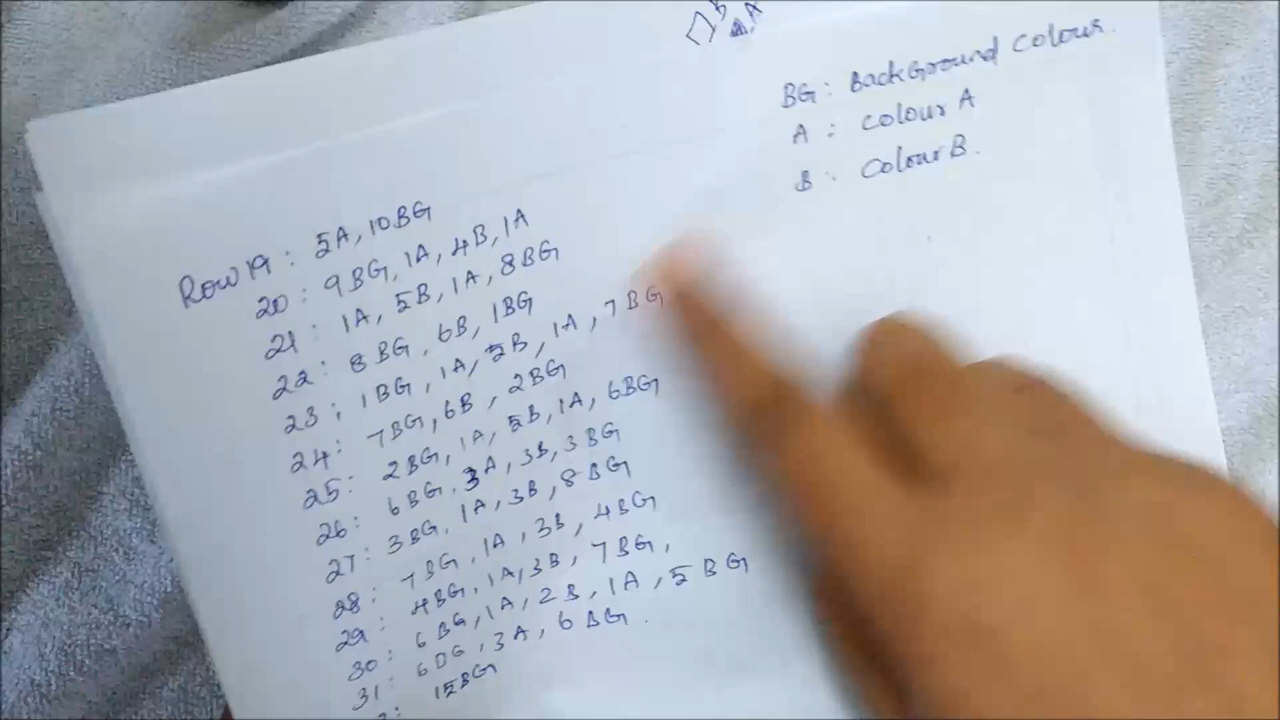 B
A
BG : Background Colour.
A : colour A
B : Colour B.
Row 19 : 5A, 10BG
20 : 9BG, 1A, 4B, 1A
21 : 1A, 5B, 1A, 8BG
22 : 8BG, 6B, 1BG
23 : 1BG, 1A, 5B, 1A, 7BG
24 : 7BG, 6B, 2BG
25 : 2BG, 1A, 5B, 1A, 6BG
26 : 6BG, 3A, 3B, 3BG
27 : 3BG, 1A, 3B, 8BG
28 : 7BG, 1A, 3B, 4BG
29 : 4BG, 1A, 3B, 7BG,
30 : 6BG, 1A, 2B, 1A, 5BG
31 : 6BG, 3A, 6BG.
: 15BG